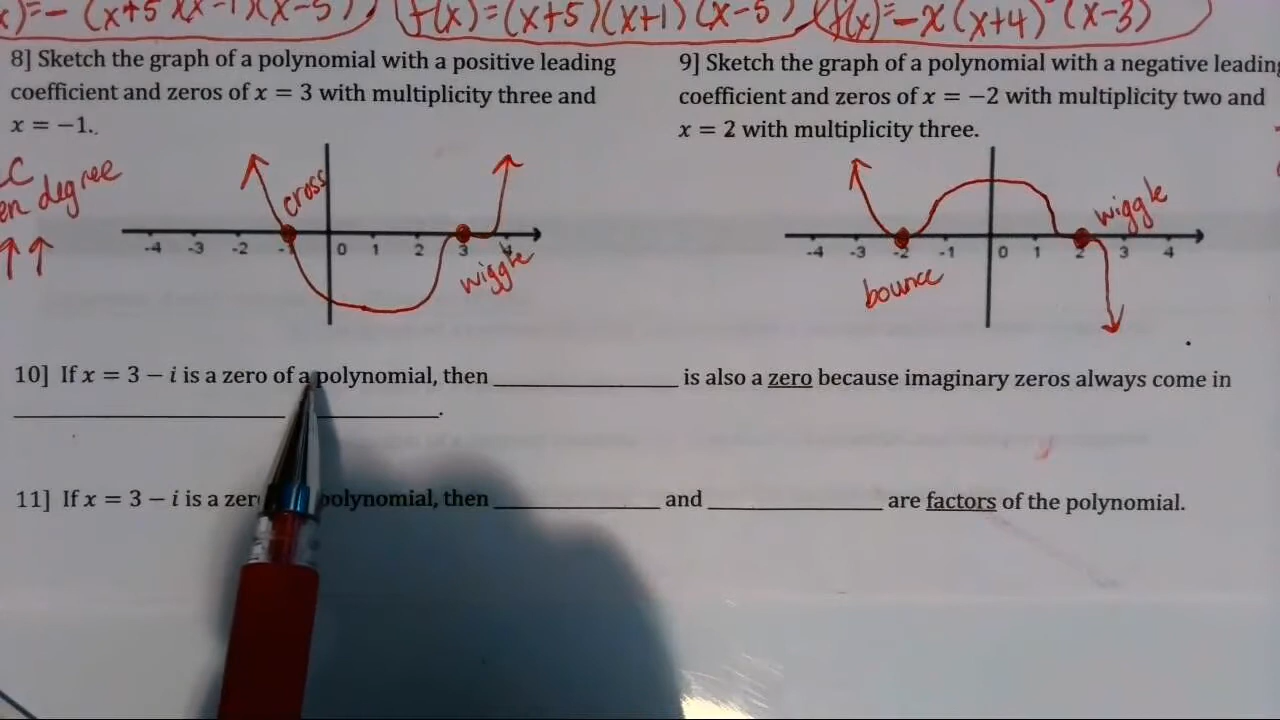 x)=-(x+5)(x-1)(x-5)
f(x)=(x+5)(x+1)(x-5)
f(x)=-x(x+4)(x-3)
8] Sketch the graph of a polynomial with a positive leading
coefficient and zeros of x = 3 with multiplicity three and
x = −1.
LC
en degree
↑↑
cross
wiggle
-4 -3 -2 -1 0 1 2 3 4
9] Sketch the graph of a polynomial with a negative leading
coefficient and zeros of x = −2 with multiplicity two and
x = 2 with multiplicity three.
wiggle
bounce
-4 -3 -2 -1 0 1 2 3 4
10] If x = 3 − i is a zero of a polynomial, then ________________ is also a zero because imaginary zeros always come in
________________ ________________.
11] If x = 3 − i is a zer polynomial, then ________________ and ________________ are factors of the polynomial.